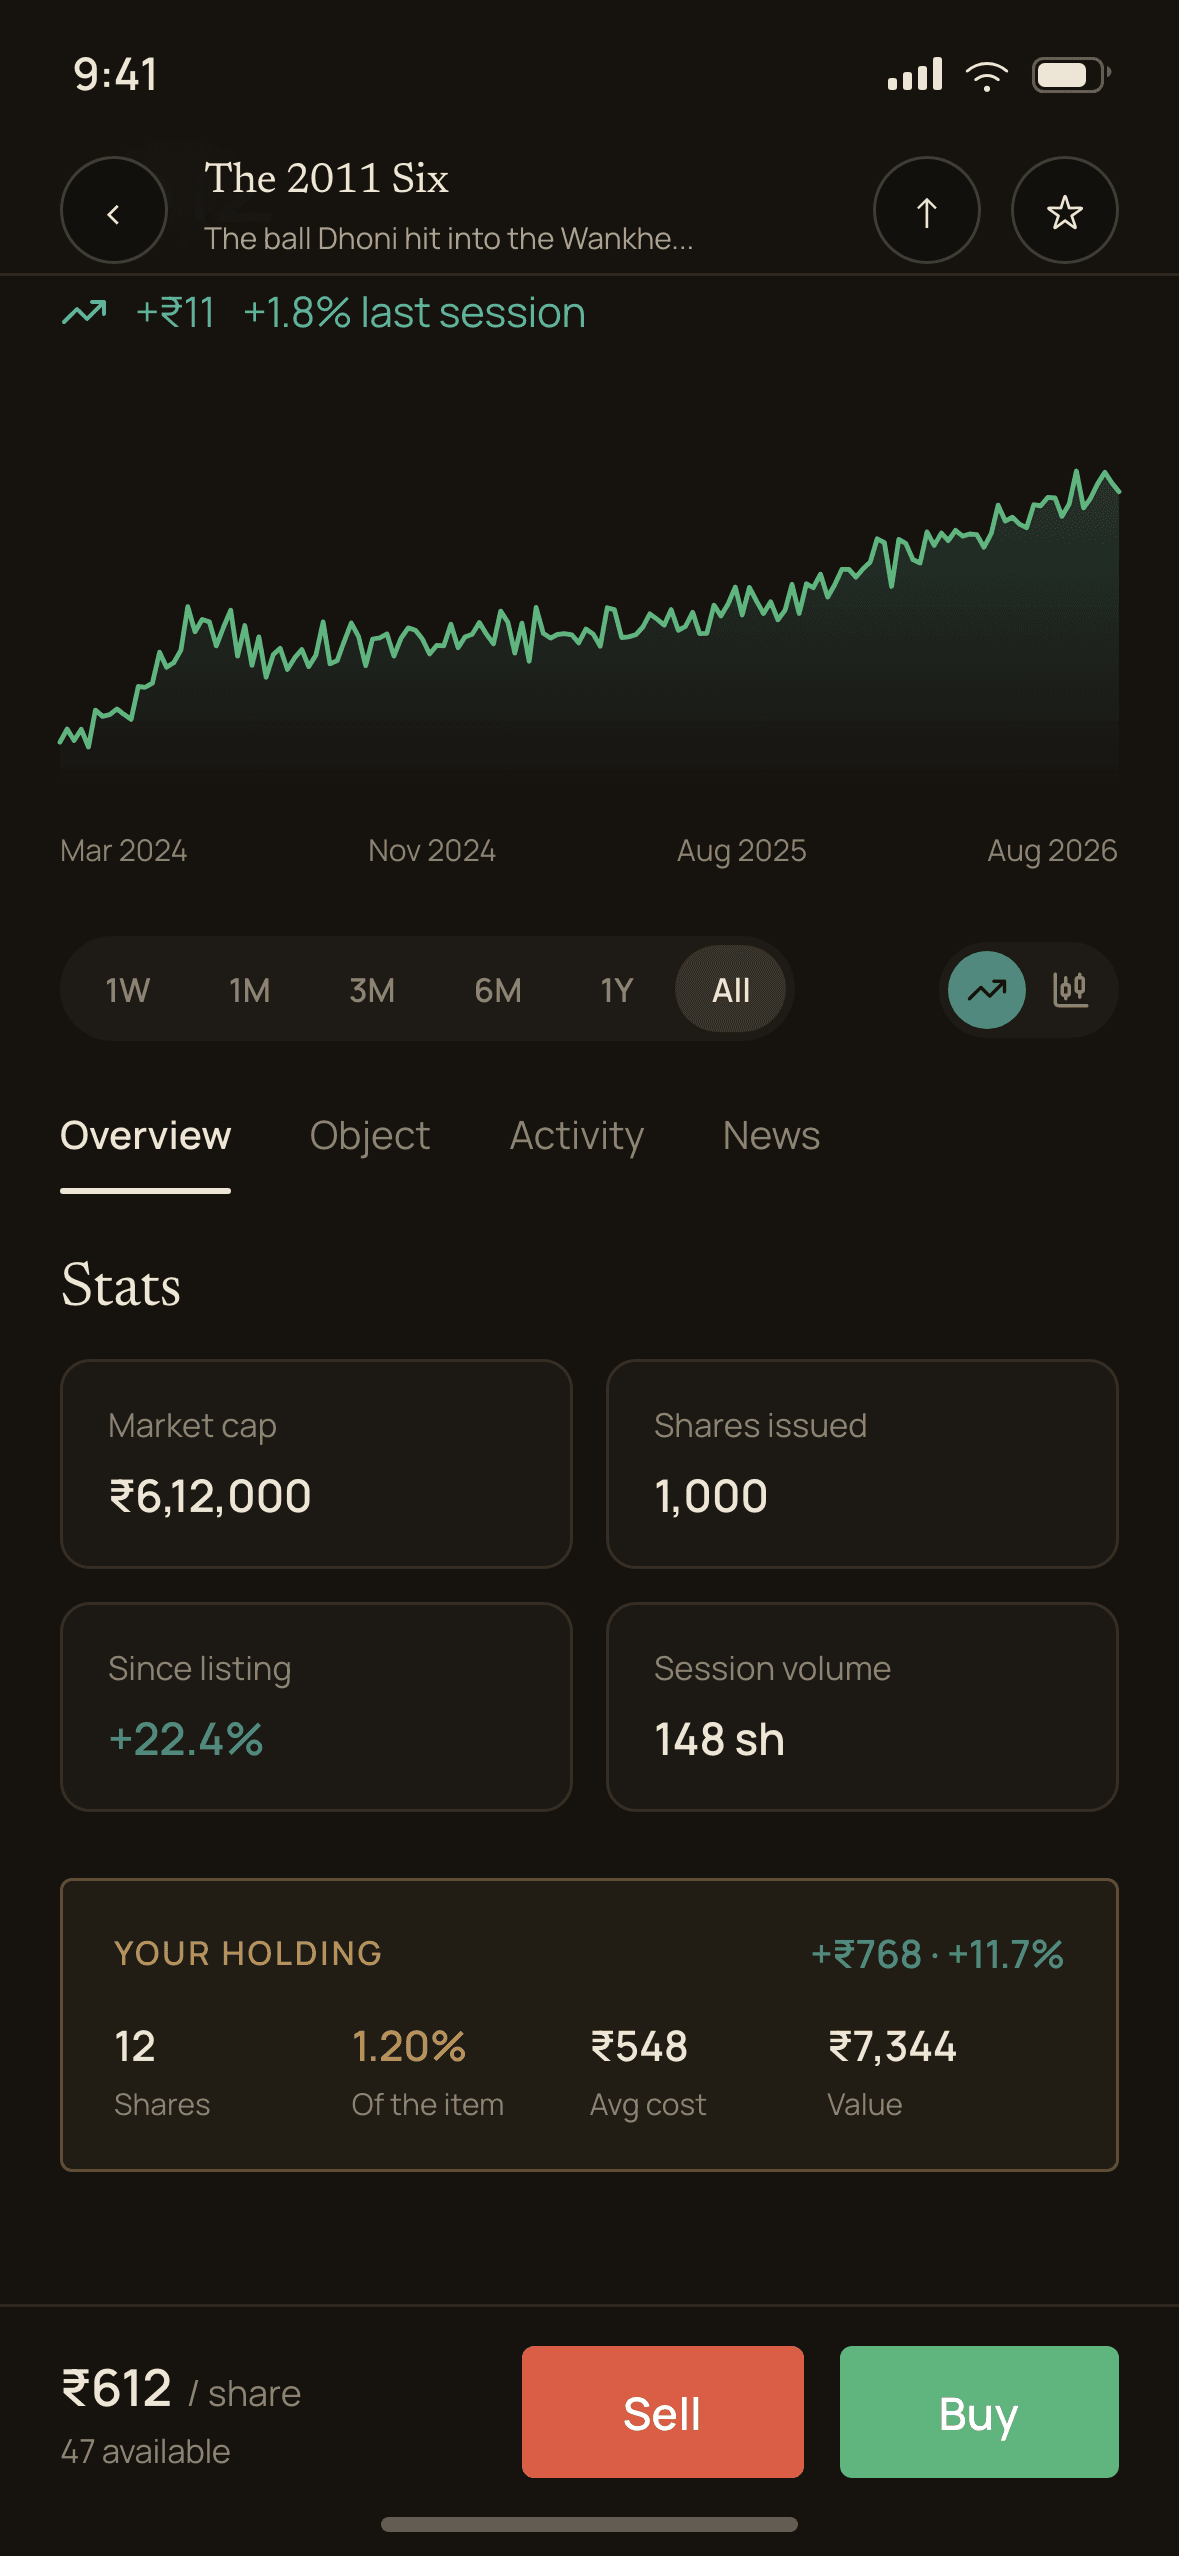 9:41
The 2011 Six
The ball Dhoni hit into the Wankhe...
+₹11 +1.8% last session
Mar 2024 Nov 2024 Aug 2025 Aug 2026
1W 1M 3M 6M 1Y All
Overview Object Activity News
Stats
Market cap Shares issued
₹6,12,000 1,000
Since listing Session volume
+22.4% 148 sh
YOUR HOLDING +₹768 · +11.7%
12 1.20% ₹548 ₹7,344
Shares Of the item Avg cost Value
₹612 / share
47 available
Sell Buy